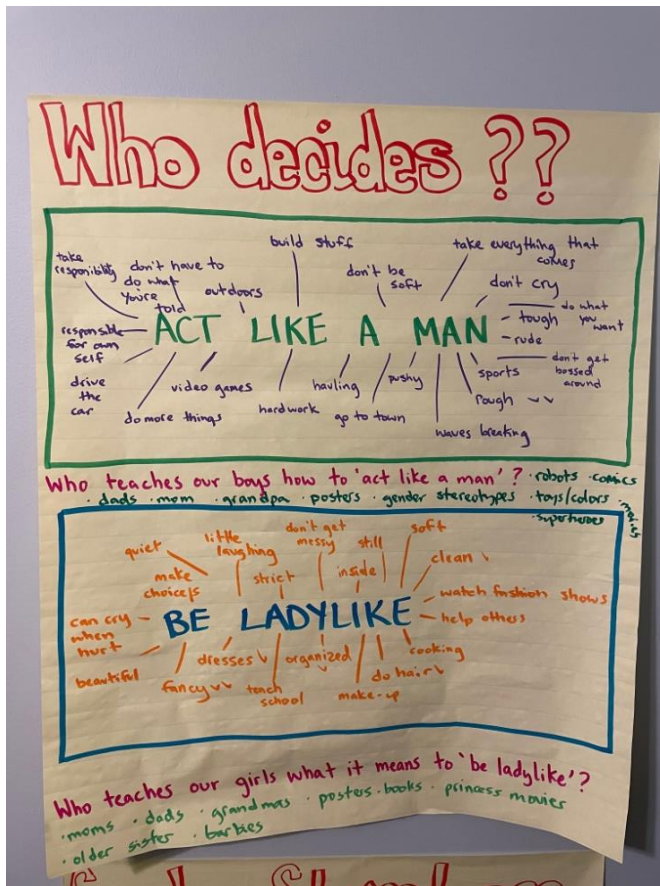 Who decides ??
build stuff
take everything that comes
take responsibility
don't have to do what you're told
outdoors
don't be soft
don't cry
do what you want
tough
rude
ACT LIKE A MAN
responsible for own self
drive the car
do more things
video games
hardwork
hauling
go to town
pushy
sports
don't get bossed around
rough ✓✓
waves breaking
Who teaches our boys how to 'act like a man'? · robots · comics
· dads · mom · grandpa · posters · gender stereotypes · toys/colors · movies
· superheroes
quiet
little laughing
don't get messy
still
soft
make choices
strict
inside
clean ✓
watch fashion shows
help others
can cry when hurt
BE LADYLIKE
beautiful
fancy ✓✓
dresses ✓
teach school
organized ✓
make-up
do hair ✓
cooking
Who teaches our girls what it means to 'be ladylike'?
· moms · dads · grandmas · posters · books · princess movies
· older sister · barbies